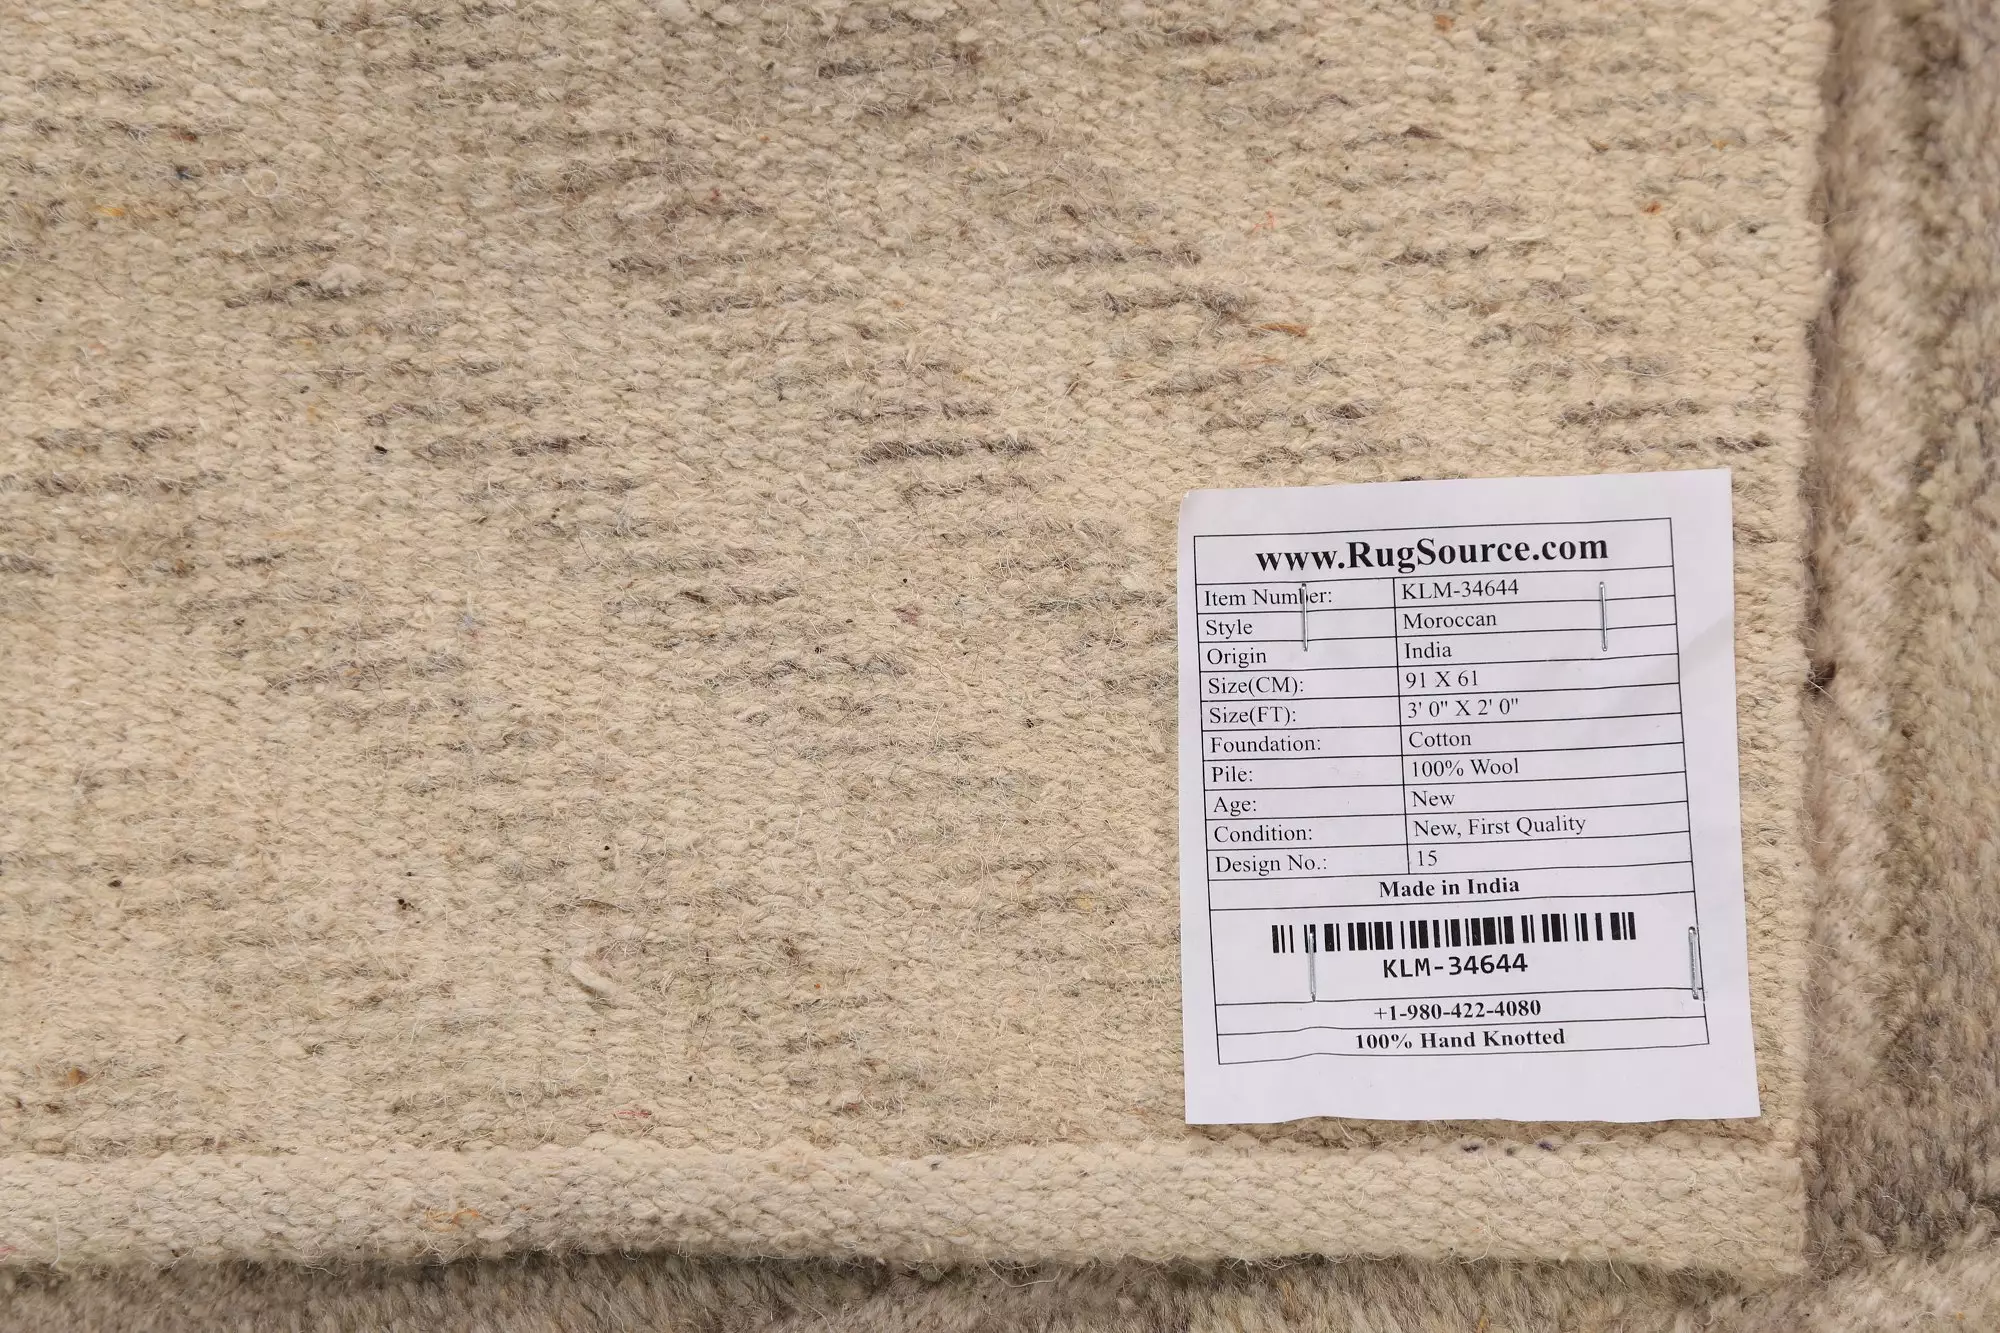 www.RugSource.com
Item Number: KLM-34644
Style Moroccan
Origin India
Size(CM): 91 X 61
Size(FT): 3' 0" X 2' 0"
Foundation: Cotton
Pile: 100% Wool
Age: New
Condition: New, First Quality
Design No.: 15
Made in India
KLM-34644
+1-980-422-4080
100% Hand Knotted